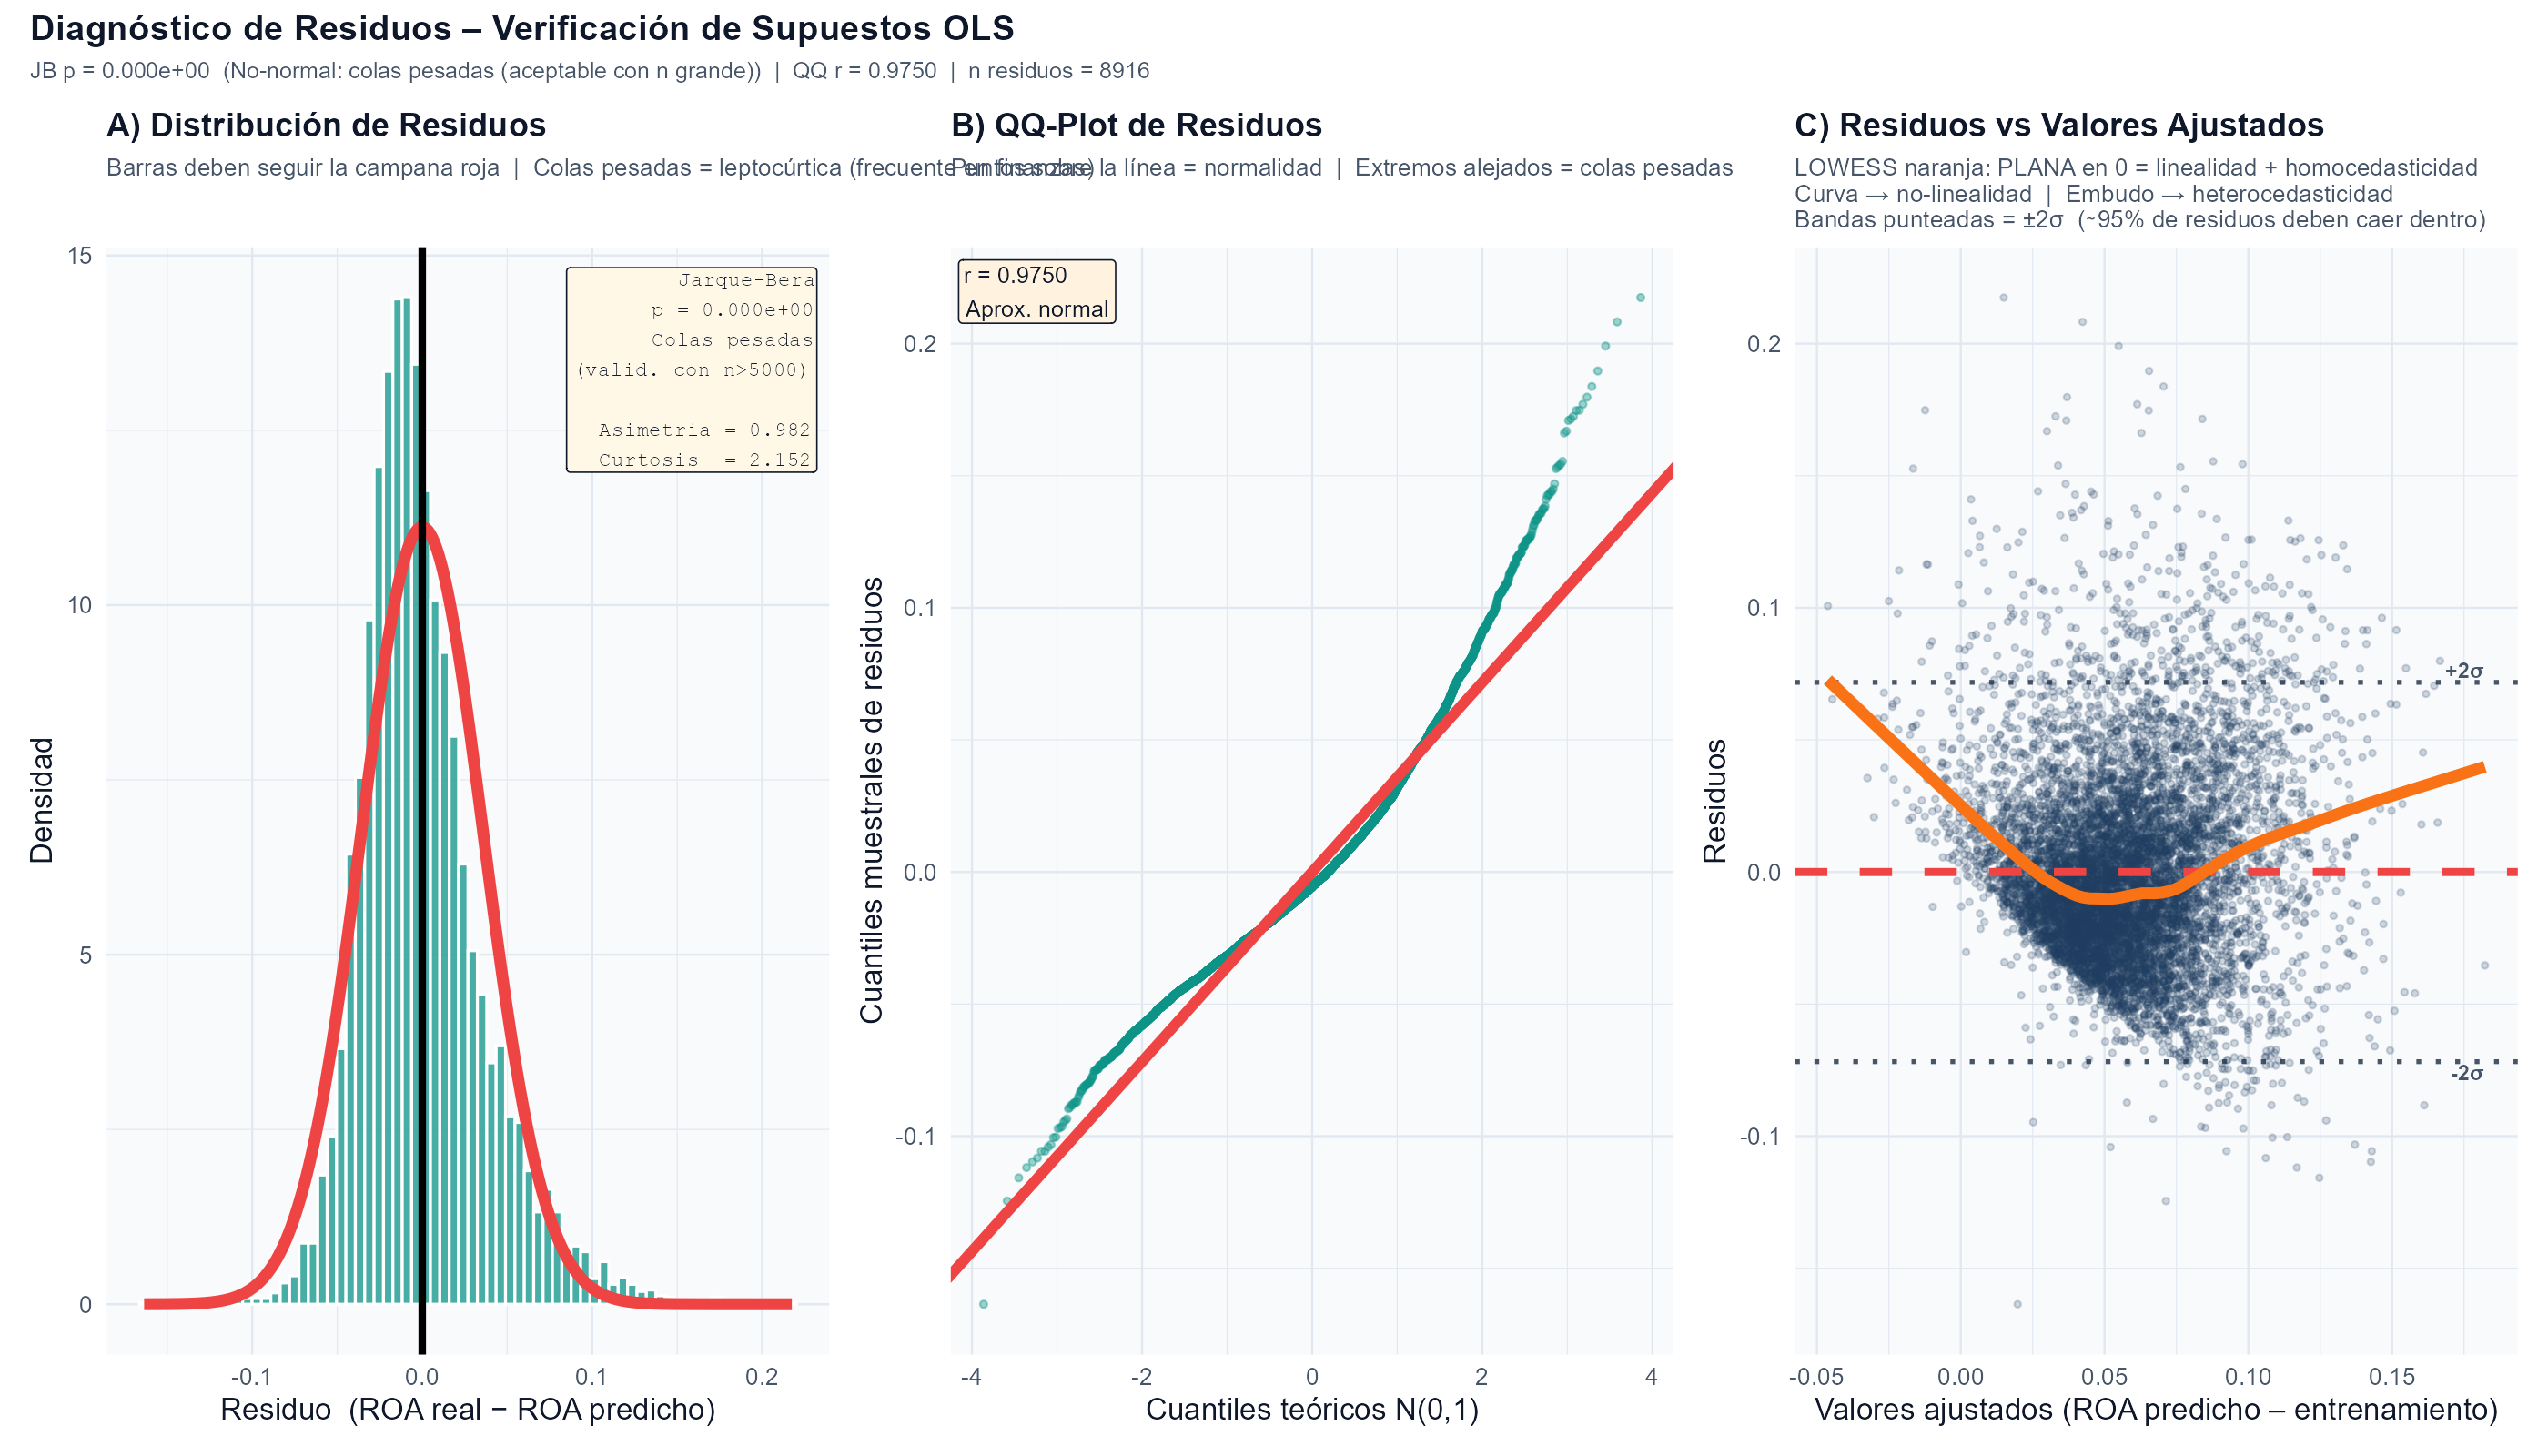 Diagnóstico de Residuos – Verificación de Supuestos OLS
JB p = 0.000e+00  (No-normal: colas pesadas (aceptable con n grande))  |  QQ r = 0.9750  |  n residuos = 8916
A) Distribución de Residuos
Barras deben seguir la campana roja  |  Colas pesadas = leptocúrtica (frecuente en finanzas)
15
10
5
0
Densidad
Jarque-Bera
p = 0.000e+00
Colas pesadas
(valid. con n>5000)
Asimetria = 0.982
Curtosis  = 2.152
-0.1
0.0
0.1
0.2
Residuo  (ROA real − ROA predicho)
B) QQ-Plot de Residuos
Puntos sobre la línea = normalidad  |  Extremos alejados = colas pesadas
r = 0.9750
Aprox. normal
0.2
0.1
0.0
-0.1
Cuantiles muestrales de residuos
-4
-2
0
2
4
Cuantiles teóricos N(0,1)
C) Residuos vs Valores Ajustados
LOWESS naranja: PLANA en 0 = linealidad + homocedasticidad
Curva → no-linealidad  |  Embudo → heterocedasticidad
Bandas punteadas = ±2σ  (~95% de residuos deben caer dentro)
0.2
0.1
0.0
-0.1
Residuos
+2σ
-2σ
-0.05
0.00
0.05
0.10
0.15
Valores ajustados (ROA predicho – entrenamiento)